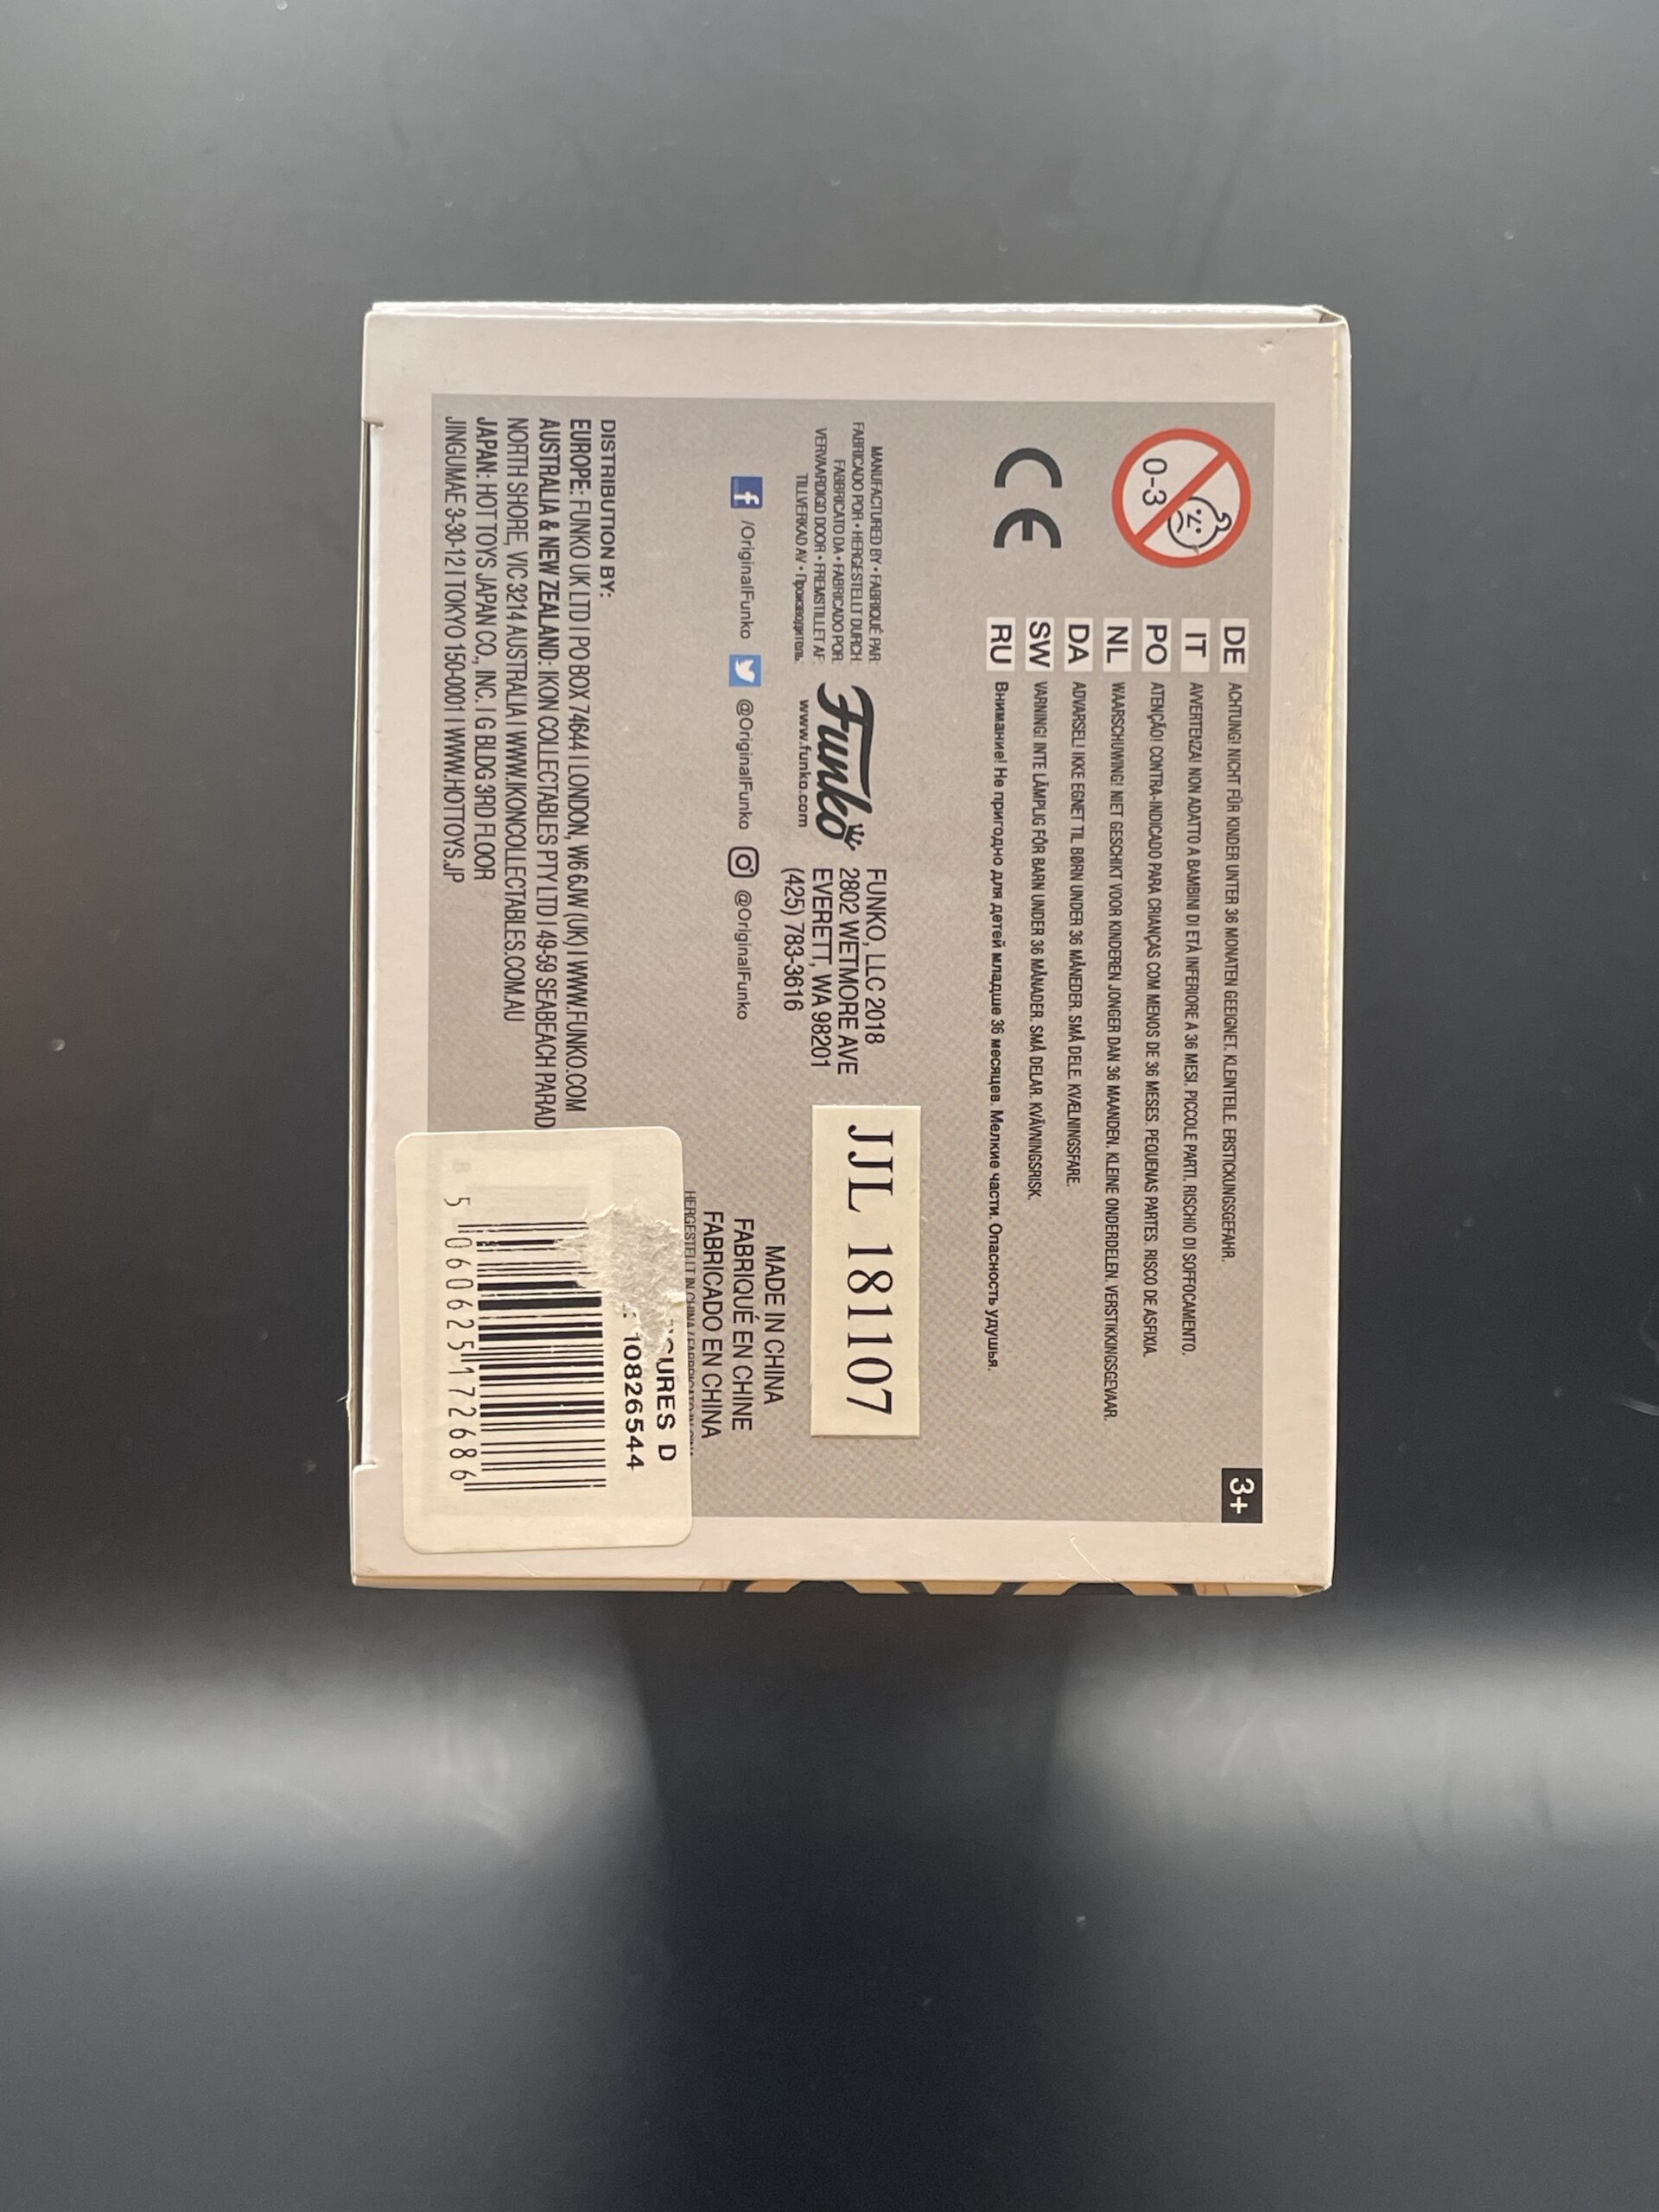 3+
0-3
DE ACHTUNG! NICHT FÜR KINDER UNTER 36 MONATEN GEEIGNET. KLEINTEILE. ERSTICKUNGSGEFAHR.
IT AVVERTENZA! NON ADATTO A BAMBINI DI ETÀ INFERIORE A 36 MESI. PICCOLE PARTI. RISCHIO DI SOFFOCAMENTO.
PO ATENÇÃO! CONTRA-INDICADO PARA CRIANÇAS COM MENOS DE 36 MESES. PEQUENAS PARTES. RISCO DE ASFIXIA.
NL WAARSCHUWING! NIET GESCHIKT VOOR KINDEREN JONGER DAN 36 MAANDEN. KLEINE ONDERDELEN. VERSTIKKINGSGEVAAR.
DA ADVARSEL! IKKE EGNET TIL BØRN UNDER 36 MÅNEDER. SMÅ DELE. KVÆLNINGSFARE.
SW VARNING! INTE LÄMPLIG FÖR BARN UNDER 36 MÅNADER. SMÅ DELAR. KVÄVNINGSRISK.
RU Внимание! Не пригодно для детей младше 36 месяцев. Мелкие части. Опасность удушья.
CE
MANUFACTURED BY • FABRIQUÉ PAR:
FABRICADO POR • HERGESTELLT DURCH:
FABBRICATO DA • FABRICADO POR:
VERVAARDIGD DOOR • FREMSTILLET AF:
TILLVERKAD AV • Производитель:
Funko
www.funko.com
FUNKO, LLC 2018
2802 WETMORE AVE
EVERETT, WA 98201
(425) 783-3616
JJL 181107
f /OriginalFunko @OriginalFunko @OriginalFunko
MADE IN CHINA
FABRIQUÉ EN CHINE
FABRICADO EN CHINA
HERGESTELLT IN CHINA
DISTRIBUTION BY:
EUROPE: FUNKO UK LTD | PO BOX 74644 | LONDON, W6 6JW (UK) | WWW.FUNKO.COM
AUSTRALIA & NEW ZEALAND: IKON COLLECTABLES PTY LTD | 49-59 SEABEACH PARAD
NORTH SHORE, VIC 3214 AUSTRALIA | WWW.IKONCOLLECTABLES.COM.AU
JAPAN: HOT TOYS JAPAN CO., INC. | G BLDG 3RD FLOOR
JINGUMAE 3-30-12 | TOKYO 150-0001 | WWW.HOTTOYS.JP
GURES D
: 10826544
5 060625 172686